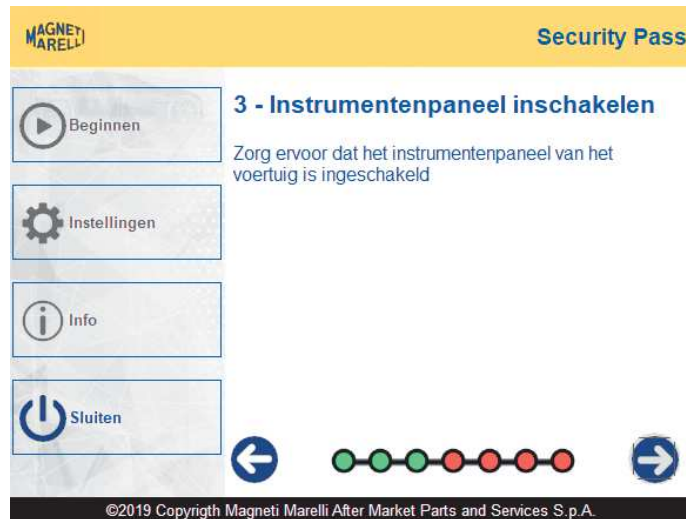 MAGNETI
MARELLI
Security Pass
Beginnen
3 - Instrumentenpaneel inschakelen
Zorg ervoor dat het instrumentenpaneel van het
voertuig is ingeschakeld
Instellingen
Info
Sluiten
©2019 Copyrigth Magneti Marelli After Market Parts and Services S.p.A.